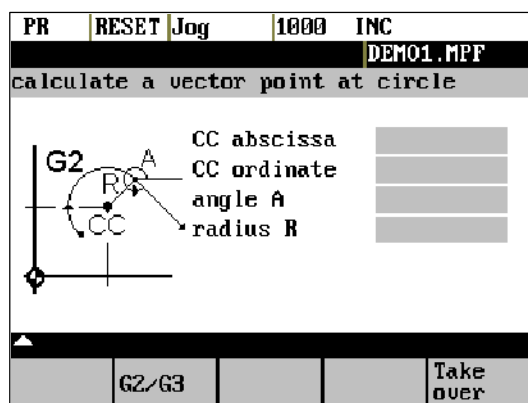 PR RESET Jog 1000 INC
DEMO1.MPF
calculate a vector point at circle
CC abscissa
CC ordinate
angle A
radius R
G2
A
R
CC
G2/G3
Take over